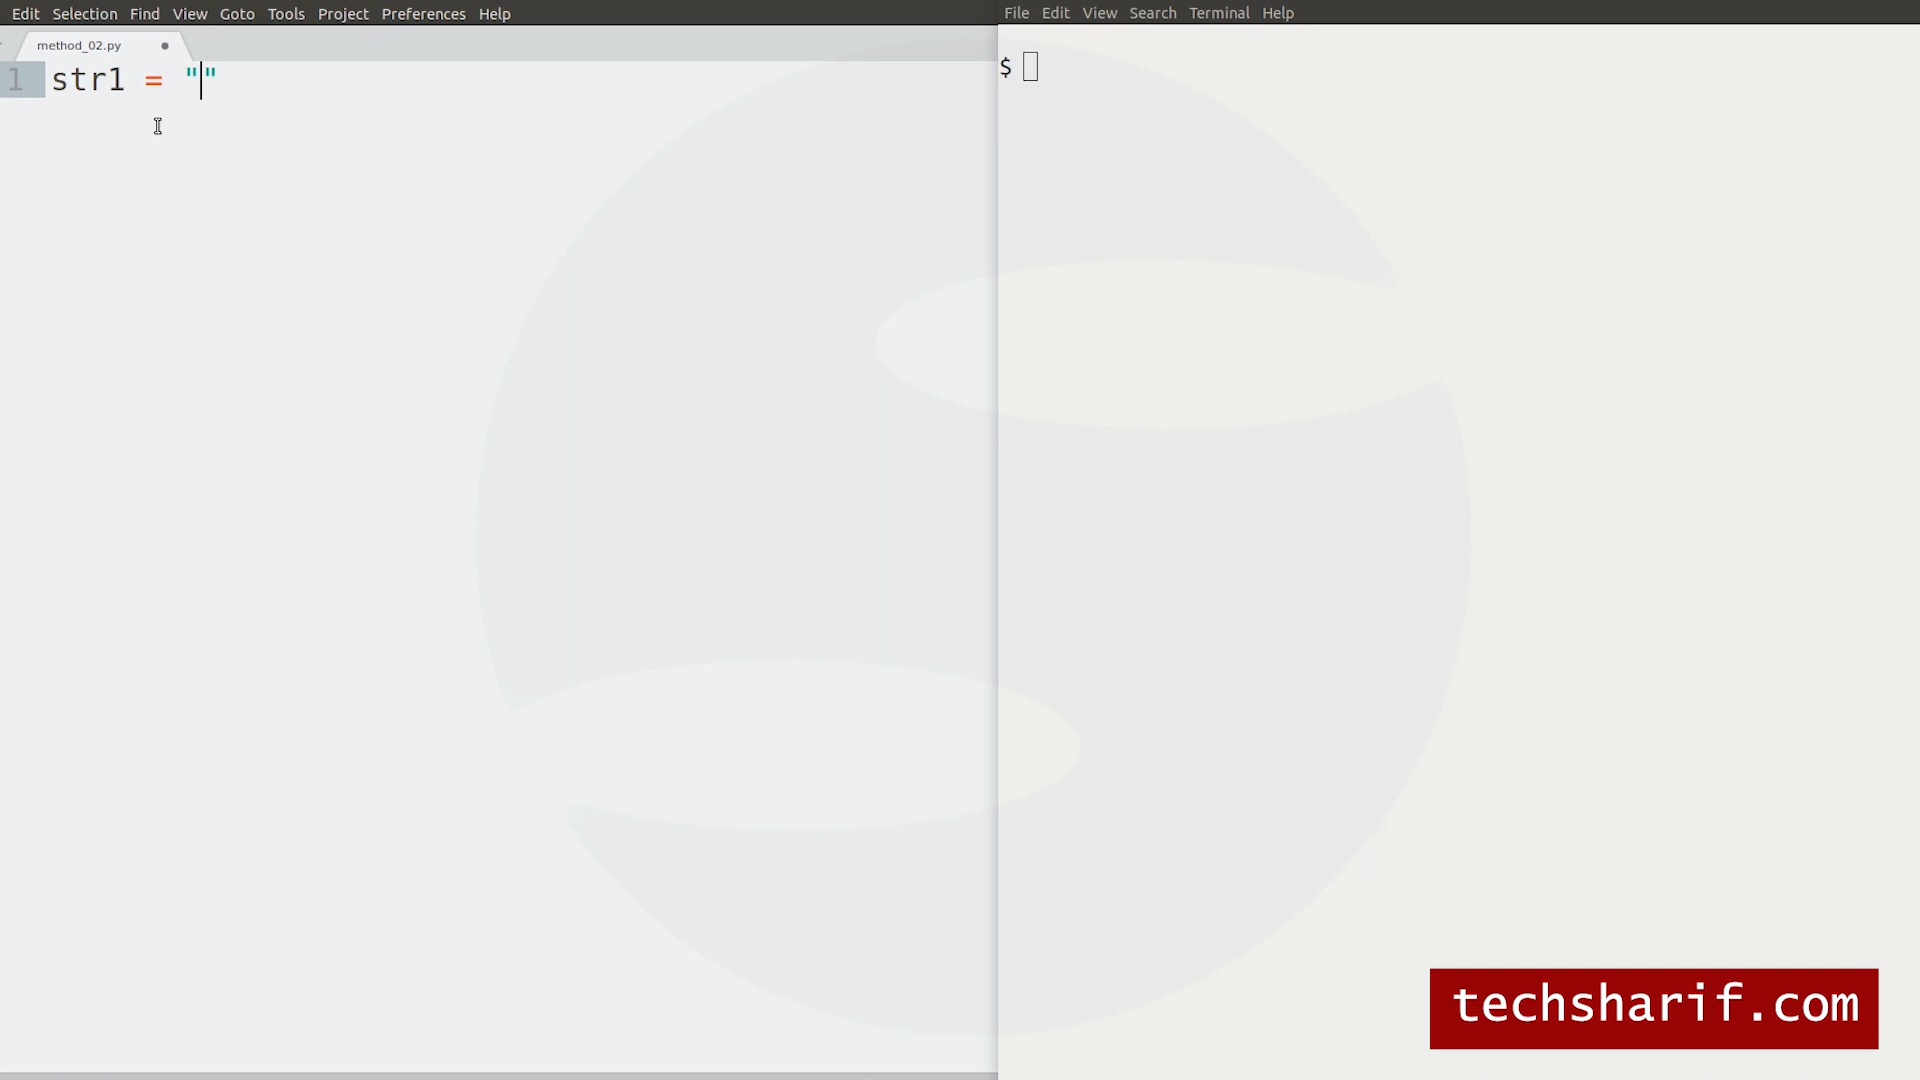 Edit Selection Find View Goto Tools Project Preferences Help
File Edit View Search Terminal Help
method_02.py
1 str1 = ""
$
techsharif.com